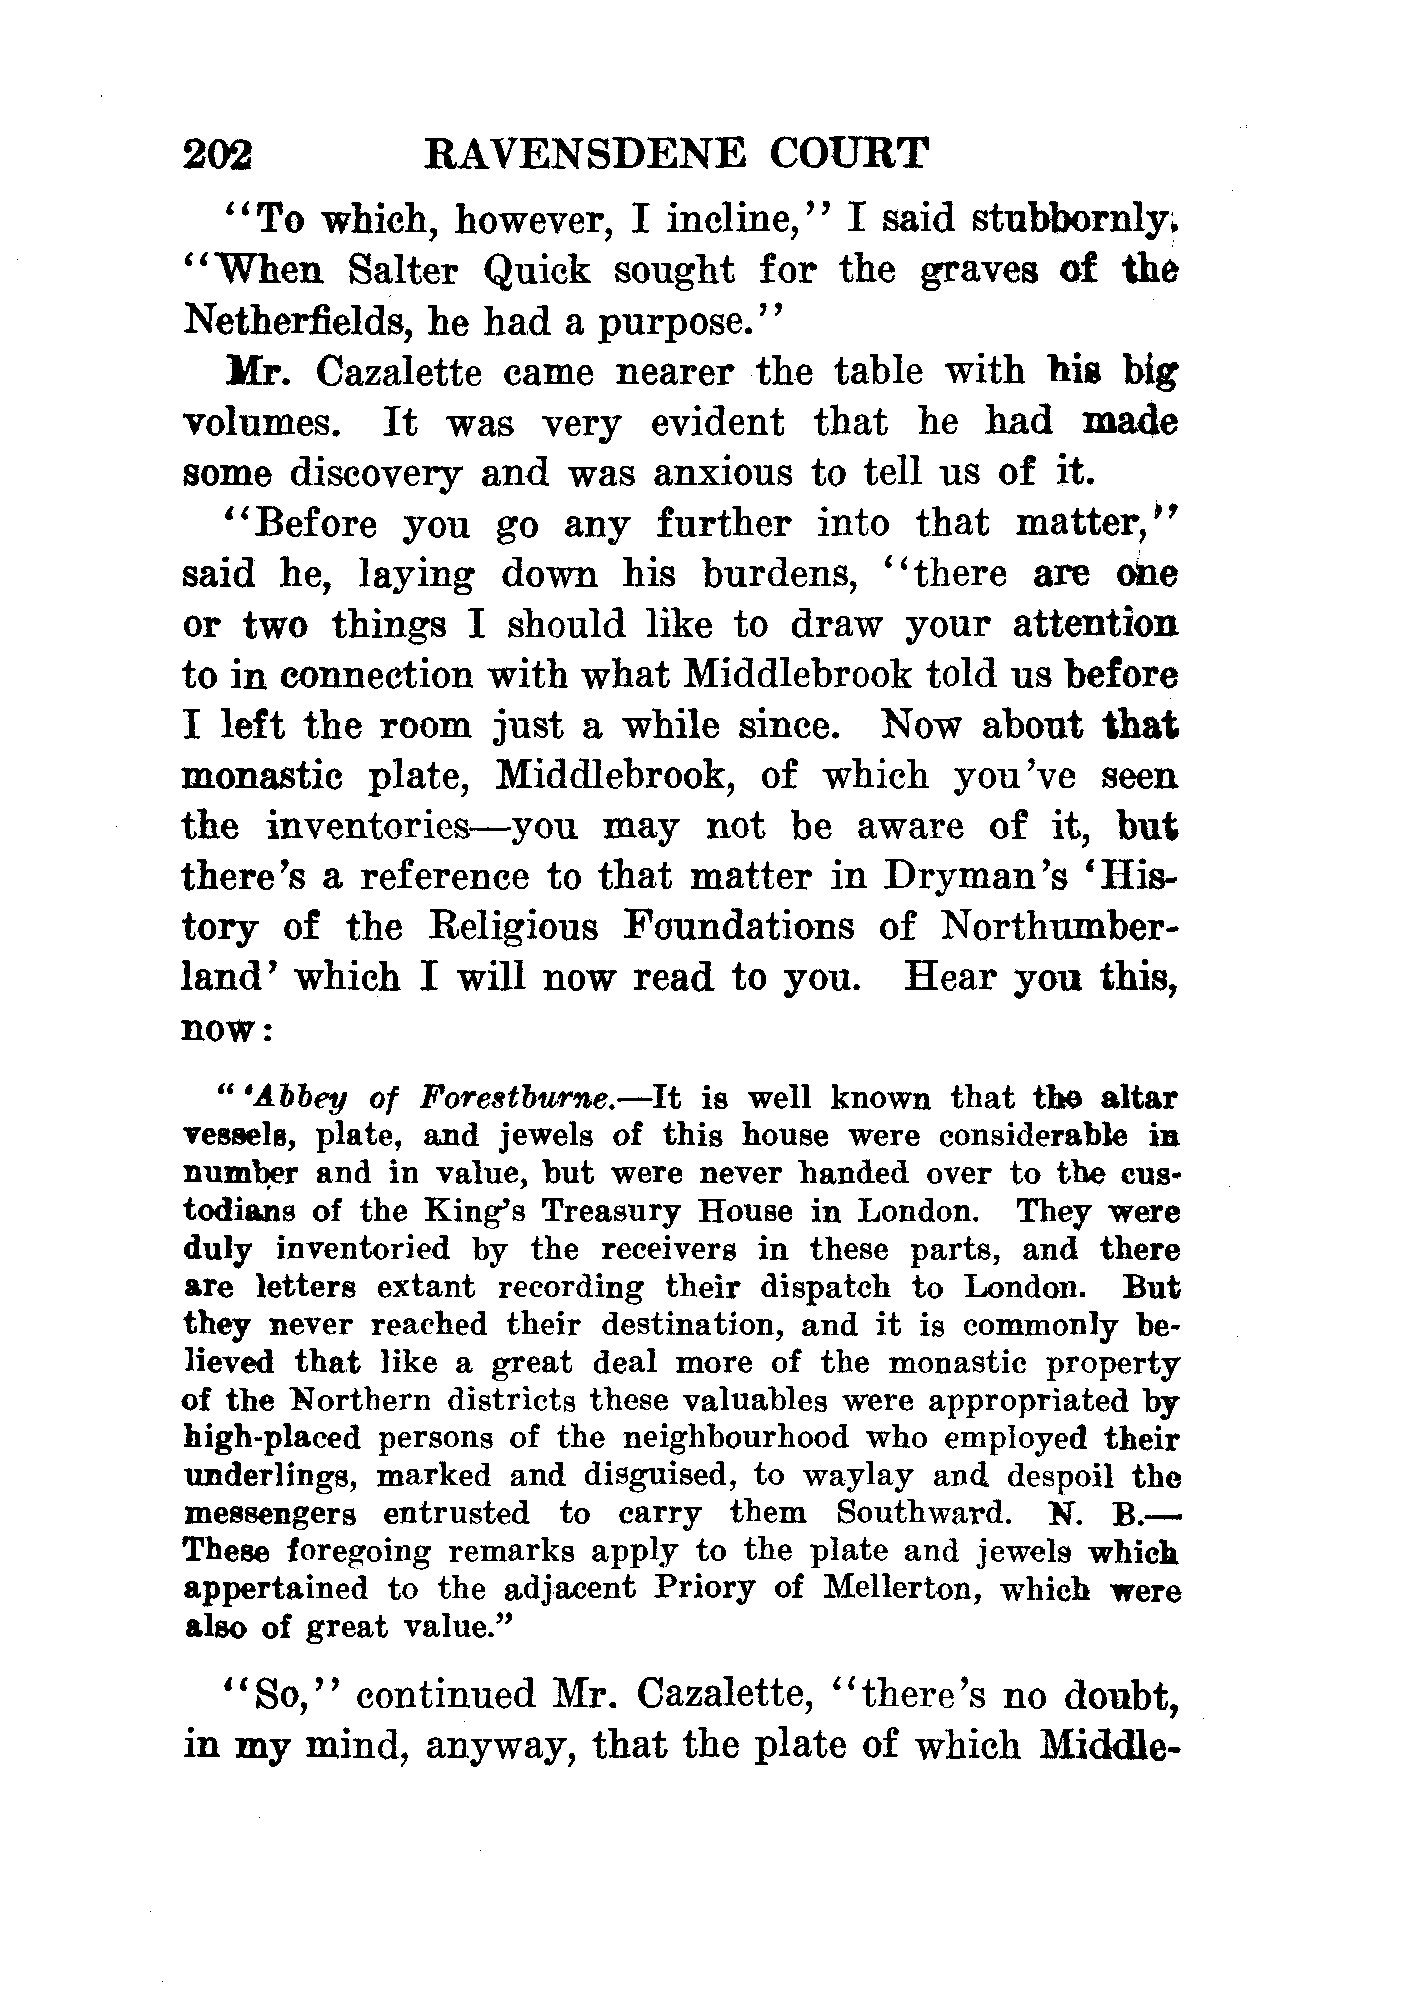 202 RAVENSDENE COURT
"To which, however, I incline," I said stubbornly.
"When Salter Quick sought for the graves of the
Netherfields, he had a purpose."
Mr. Cazalette came nearer the table with his big
volumes. It was very evident that he had made
some discovery and was anxious to tell us of it.
"Before you go any further into that matter,"
said he, laying down his burdens, "there are one
or two things I should like to draw your attention
to in connection with what Middlebrook told us before
I left the room just a while since. Now about that
monastic plate, Middlebrook, of which you've seen
the inventories—you may not be aware of it, but
there's a reference to that matter in Dryman's 'His-
tory of the Religious Foundations of Northumber-
land' which I will now read to you. Hear you this,
now:
"'Abbey of Forestburne.—It is well known that the altar
vessels, plate, and jewels of this house were considerable in
number and in value, but were never handed over to the cus-
todians of the King's Treasury House in London. They were
duly inventoried by the receivers in these parts, and there
are letters extant recording their dispatch to London. But
they never reached their destination, and it is commonly be-
lieved that like a great deal more of the monastic property
of the Northern districts these valuables were appropriated by
high-placed persons of the neighbourhood who employed their
underlings, marked and disguised, to waylay and despoil the
messengers entrusted to carry them Southward. N. B.—
These foregoing remarks apply to the plate and jewels which
appertained to the adjacent Priory of Mellerton, which were
also of great value."
"So," continued Mr. Cazalette, "there's no doubt,
in my mind, anyway, that the plate of which Middle-